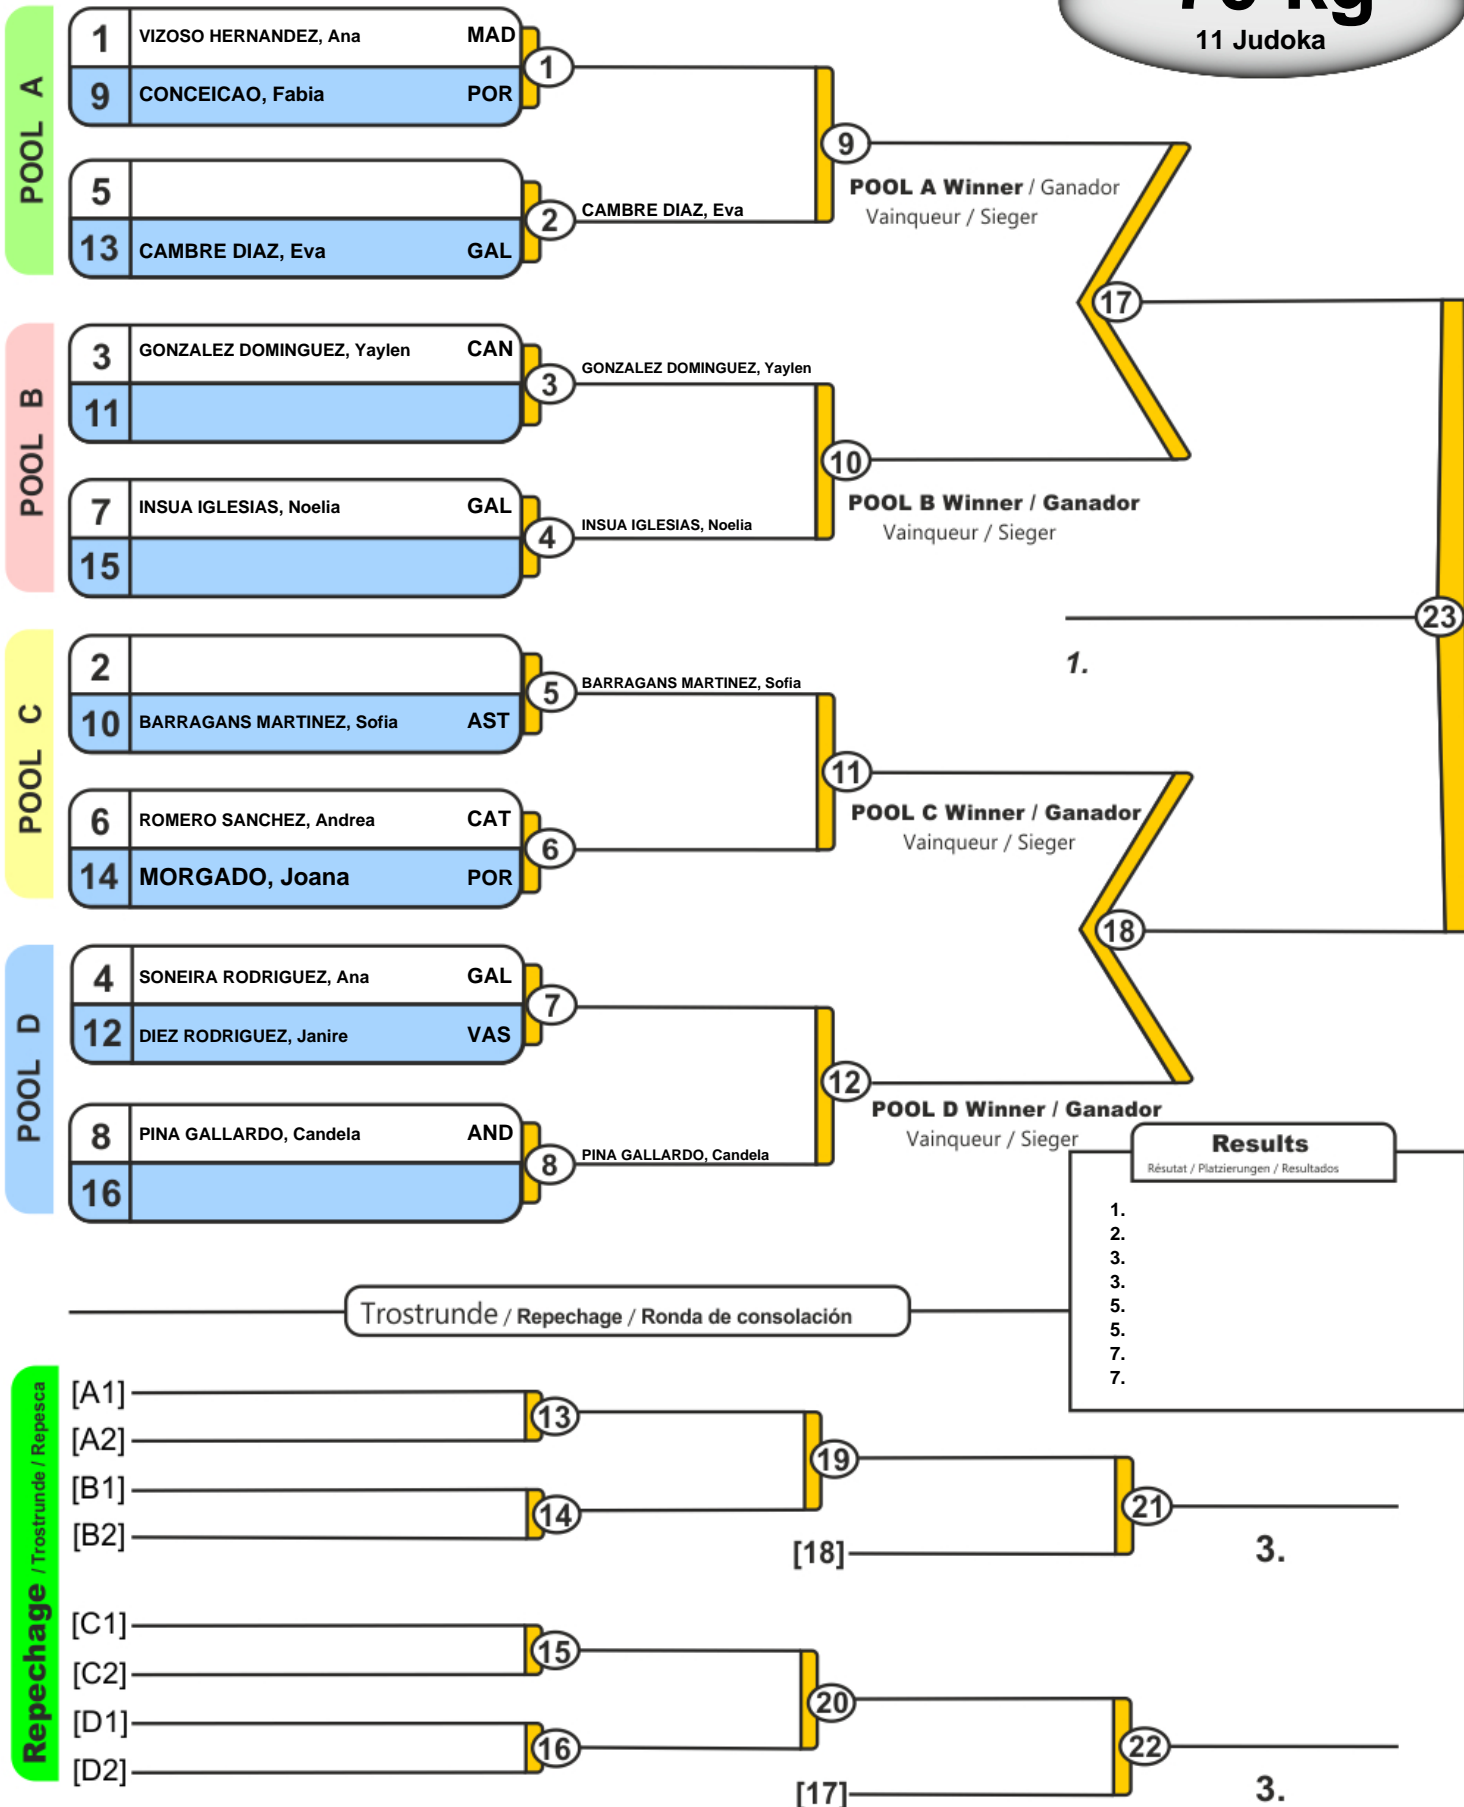 11 Judoka
POOL A
1 VIZOSO HERNANDEZ, Ana MAD
9 CONCEICAO, Fabia POR
1
5
13 CAMBRE DIAZ, Eva GAL
2 CAMBRE DIAZ, Eva
9
POOL A Winner / Ganador
Vainqueur / Sieger
17
POOL B
3 GONZALEZ DOMINGUEZ, Yaylen CAN
11
3 GONZALEZ DOMINGUEZ, Yaylen
7 INSUA IGLESIAS, Noelia GAL
15
4 INSUA IGLESIAS, Noelia
10
POOL B Winner / Ganador
Vainqueur / Sieger
23
1.
POOL C
2
10 BARRAGANS MARTINEZ, Sofia AST
5 BARRAGANS MARTINEZ, Sofia
6 ROMERO SANCHEZ, Andrea CAT
14 MORGADO, Joana POR
6
11
POOL C Winner / Ganador
Vainqueur / Sieger
18
POOL D
4 SONEIRA RODRIGUEZ, Ana GAL
12 DIEZ RODRIGUEZ, Janire VAS
7
8 PINA GALLARDO, Candela AND
16
8 PINA GALLARDO, Candela
12
POOL D Winner / Ganador
Vainqueur / Sieger
Results
Résutat / Platzierungen / Resultados
1.
2.
3.
3.
5.
5.
7.
7.
Trostrunde / Repechage / Ronda de consolación
Repechage / Trostrunde / Repesca
[A1]
[A2]
13
[B1]
[B2]
14
19
[18]
21
3.
[C1]
[C2]
15
[D1]
[D2]
16
20
[17]
22
3.